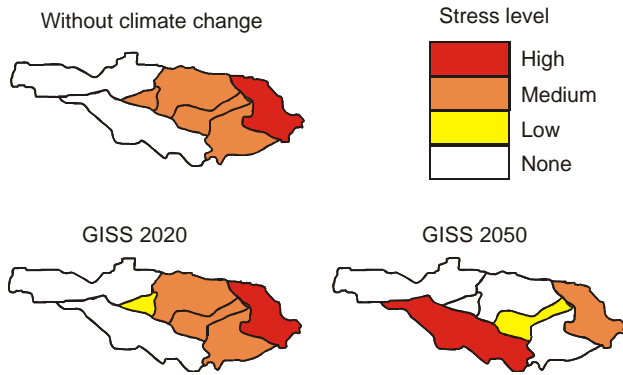 Without climate change
Stress level
High
Medium
Low
None
GISS 2020
GISS 2050